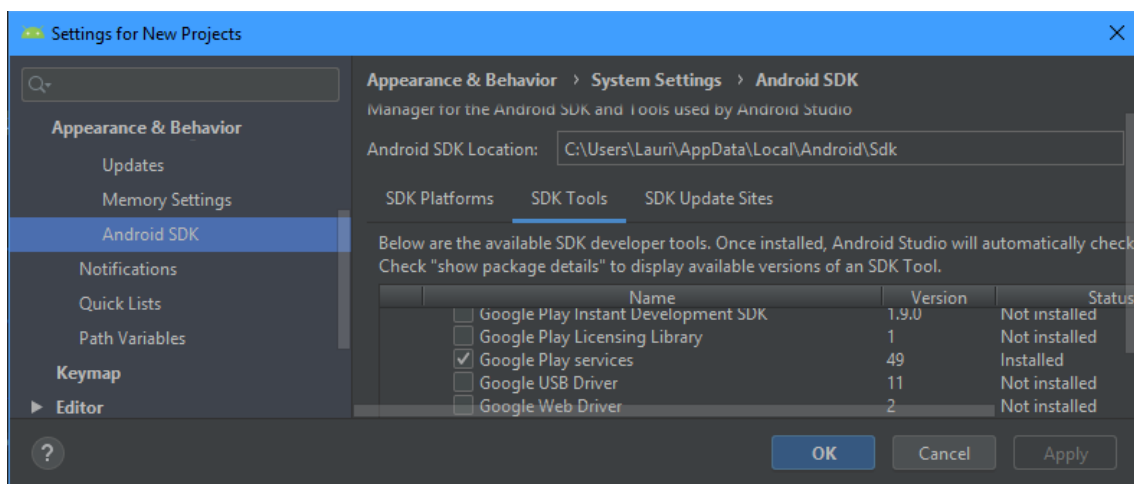 Settings for New Projects
Appearance & Behavior
Updates
Memory Settings
Android SDK
Notifications
Quick Lists
Path Variables
Keymap
Editor
Appearance & Behavior > System Settings > Android SDK
Manager for the Android SDK and Tools used by Android Studio
Android SDK Location: C:\Users\Lauri\AppData\Local\Android\Sdk
SDK Platforms SDK Tools SDK Update Sites
Below are the available SDK developer tools. Once installed, Android Studio will automatically check
Check "show package details" to display available versions of an SDK Tool.
Name Version Status
Google Play Instant Development SDK 1.9.0 Not installed
Google Play Licensing Library 1 Not installed
Google Play services 49 Installed
Google USB Driver 11 Not installed
Google Web Driver 2 Not installed
? OK Cancel Apply